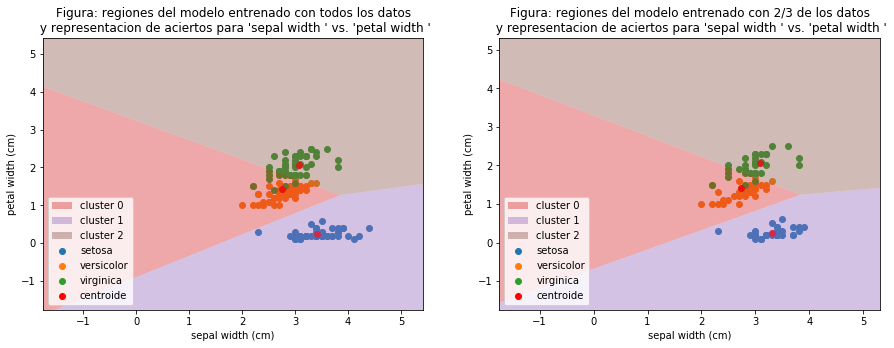 Figura: regiones del modelo entrenado con todos los datos
y representacion de aciertos para 'sepal width ' vs. 'petal width '
5
4
3
2
1
0
−1
petal width (cm)
cluster 0
cluster 1
cluster 2
setosa
versicolor
virginica
centroide
−1
0
1
2
3
4
5
sepal width (cm)
Figura: regiones del modelo entrenado con 2/3 de los datos
y representacion de aciertos para 'sepal width ' vs. 'petal width '
5
4
3
2
1
0
−1
petal width (cm)
cluster 0
cluster 1
cluster 2
setosa
versicolor
virginica
centroide
−1
0
1
2
3
4
5
sepal width (cm)